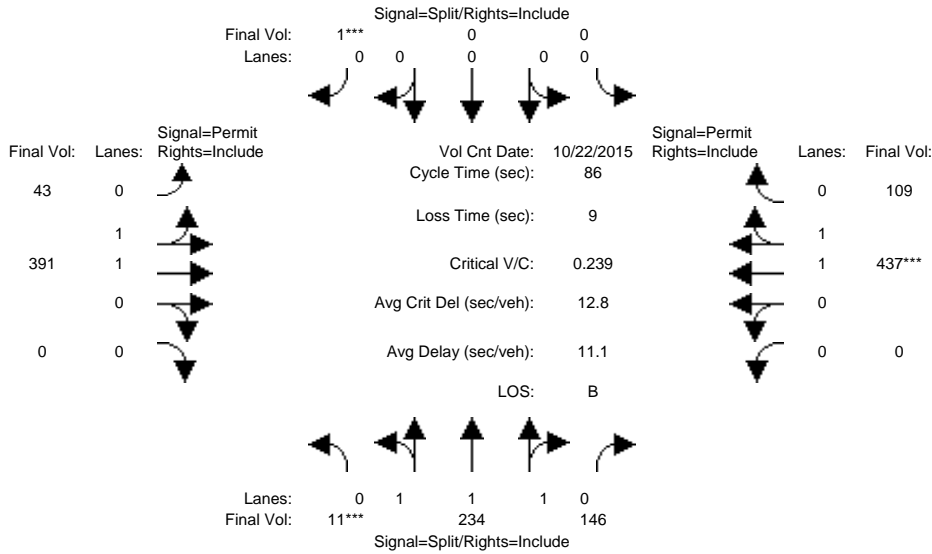 Signal=Split/Rights=Include
Final Vol: 1*** 0 0
Lanes: 0 0 0 0 0
Signal=Permit Signal=Permit
Final Vol: Lanes: Rights=Include Vol Cnt Date: 10/22/2015 Rights=Include Lanes: Final Vol:
Cycle Time (sec): 86
43 0 0 109
Loss Time (sec): 9
1 1
391 1 Critical V/C: 0.239 1 437***
0 Avg Crit Del (sec/veh): 12.8 0
0 0 Avg Delay (sec/veh): 11.1 0 0
LOS: B
Lanes: 0 1 1 1 0
Final Vol: 11*** 234 146
Signal=Split/Rights=Include